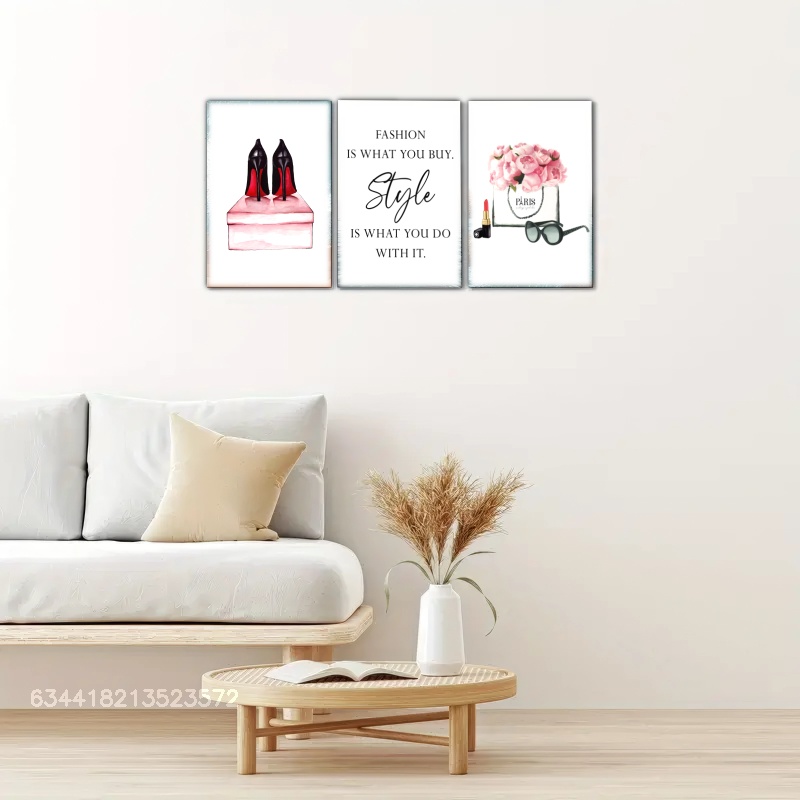 FASHION
IS WHAT YOU BUY.
Style
IS WHAT YOU DO
WITH IT.
PARIS
634418213523572